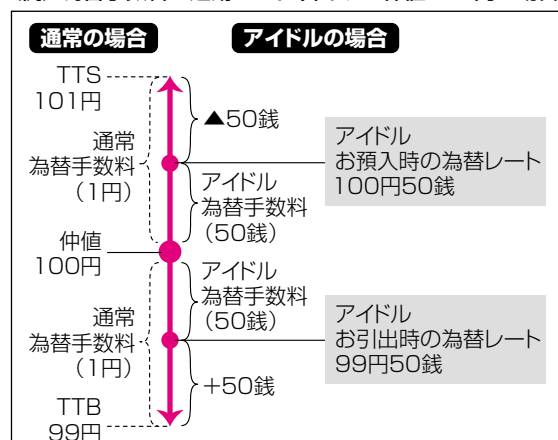 通常の場合
アイドルの場合
TTS
101円
▲50銭
通常
為替手数料
（1円）
アイドル
お預入時の為替レート
100円50銭
アイドル
為替手数料
（50銭）
仲値
100円
アイドル
為替手数料
（50銭）
通常
為替手数料
（1円）
アイドル
お引出時の為替レート
99円50銭
+50銭
TTB
99円